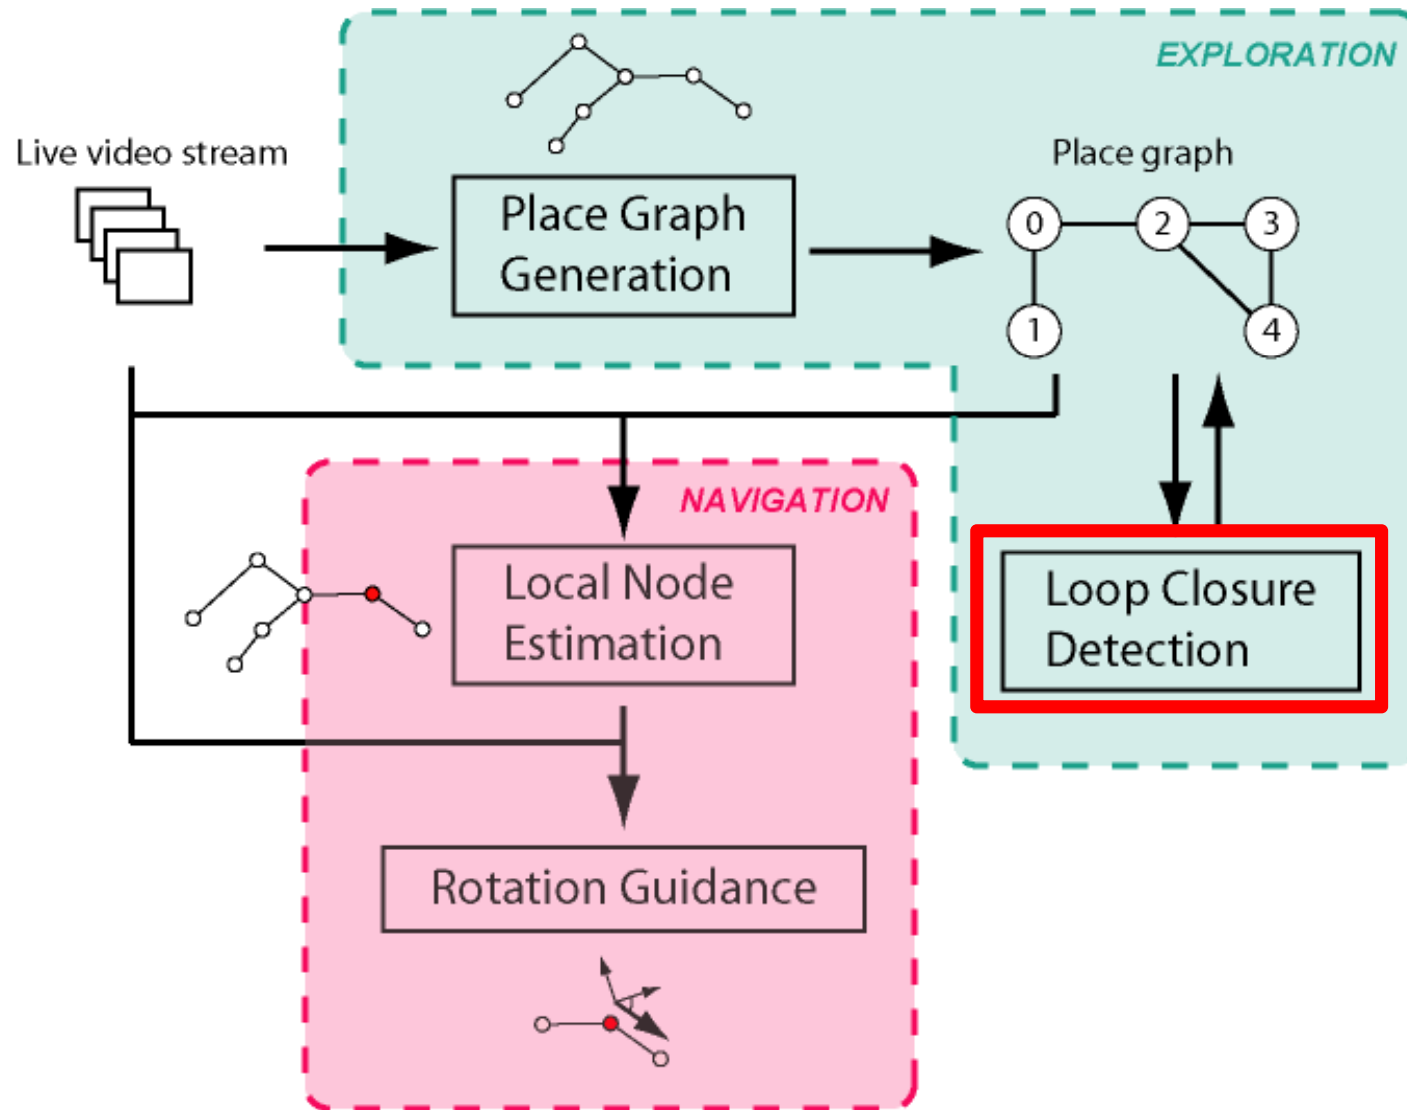 EXPLORATION
Live video stream
Place Graph
Generation
Place graph
0
2
3
1
4
NAVIGATION
Local Node
Estimation
Loop Closure
Detection
Rotation Guidance